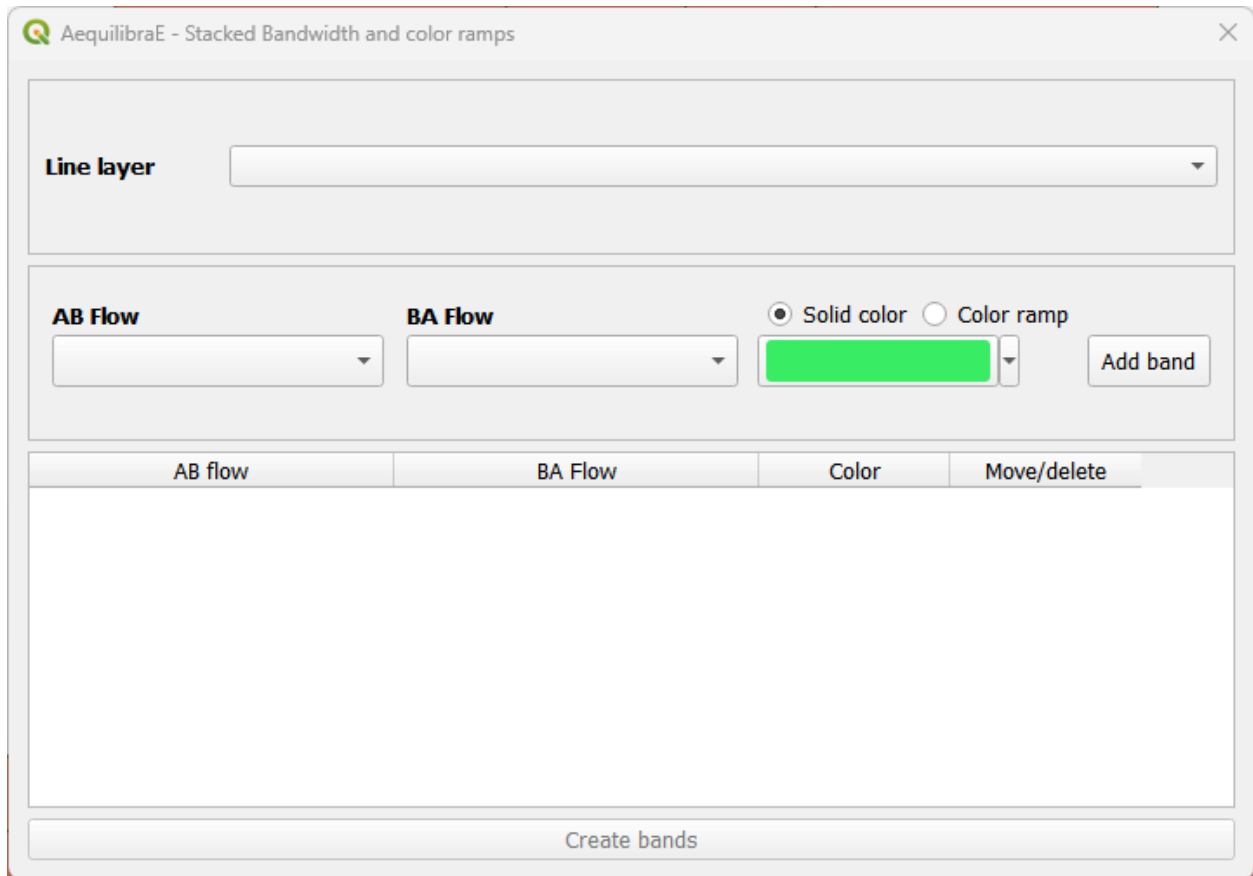 AequilibraE - Stacked Bandwidth and color ramps
Line layer
AB Flow BA Flow Solid color Color ramp
Add band
AB flow BA Flow Color Move/delete
Create bands